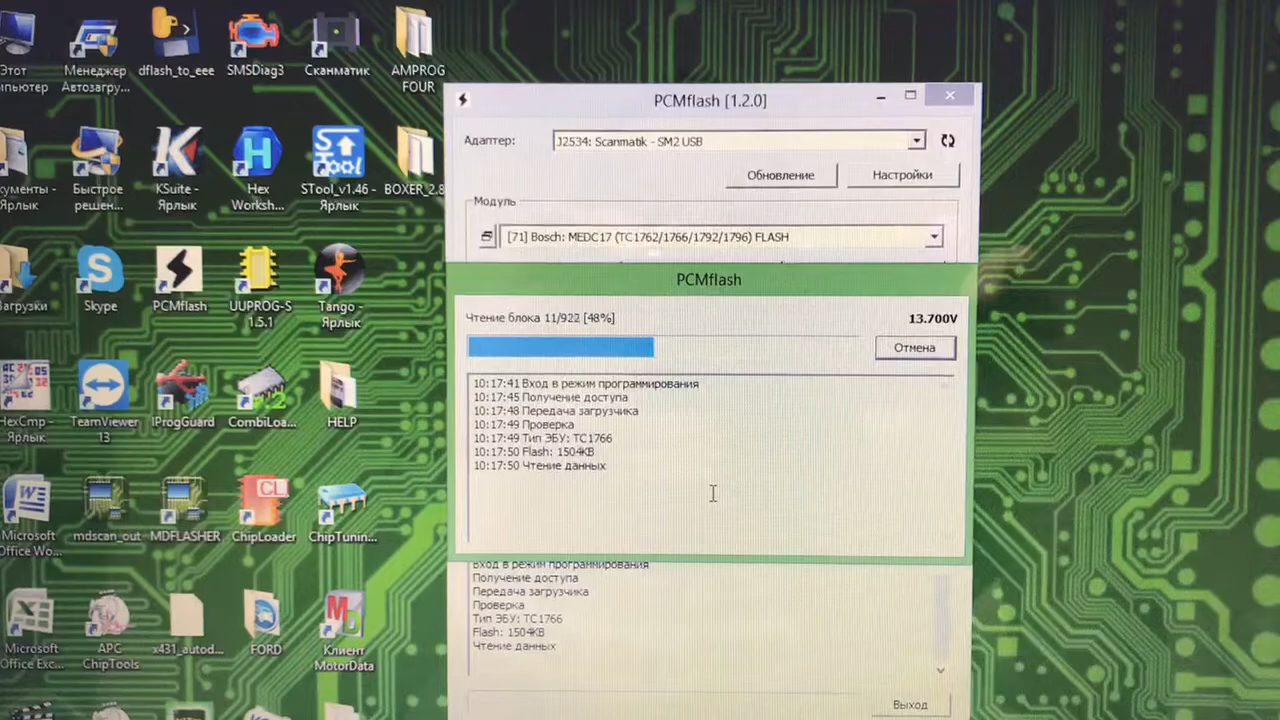 Этот
мпьютер
Менеджер
Автозагру...
dflash_to_eee
SMSDiag3
Сканматик
AMPROG
FOUR
кументы -
Ярлык
Быстрое
решен...
KSuite -
Ярлык
Hex
Worksh...
STool_v1.46 -
Ярлык
BOXER_2.8
Загрузки
Skype
PCMflash
UUPROG-S
1.5.1
Tango -
Ярлык
HexCmp -
Ярлык
TeamViewer
13
IProgGuard
CombiLoa...
HELP
Microsoft
Office Wo...
mdscan_out
MDFLASHER
CL
ChipLoader
ChipTunin...
Microsoft
Office Exc...
APC
ChipTools
x431_autod...
FORD
Клиент
MotorData
PCMflash [1.2.0]
Адаптер:
J2534: Scanmatik - SM2 USB
Обновление
Настройки
Модуль
[71] Bosch: MEDC17 (TC1762/1766/1792/1796) FLASH
PCMflash
Чтение блока 11/922 [48%]
13.700V
Отмена
10:17:41 Вход в режим программирования
10:17:45 Получение доступа
10:17:48 Передача загрузчика
10:17:49 Проверка
10:17:49 Тип ЭБУ: TC1766
10:17:50 Flash: 1504KB
10:17:50 Чтение данных
Вход в режим программирования
Получение доступа
Передача загрузчика
Проверка
Тип ЭБУ: TC1766
Flash: 1504KB
Чтение данных
Выход